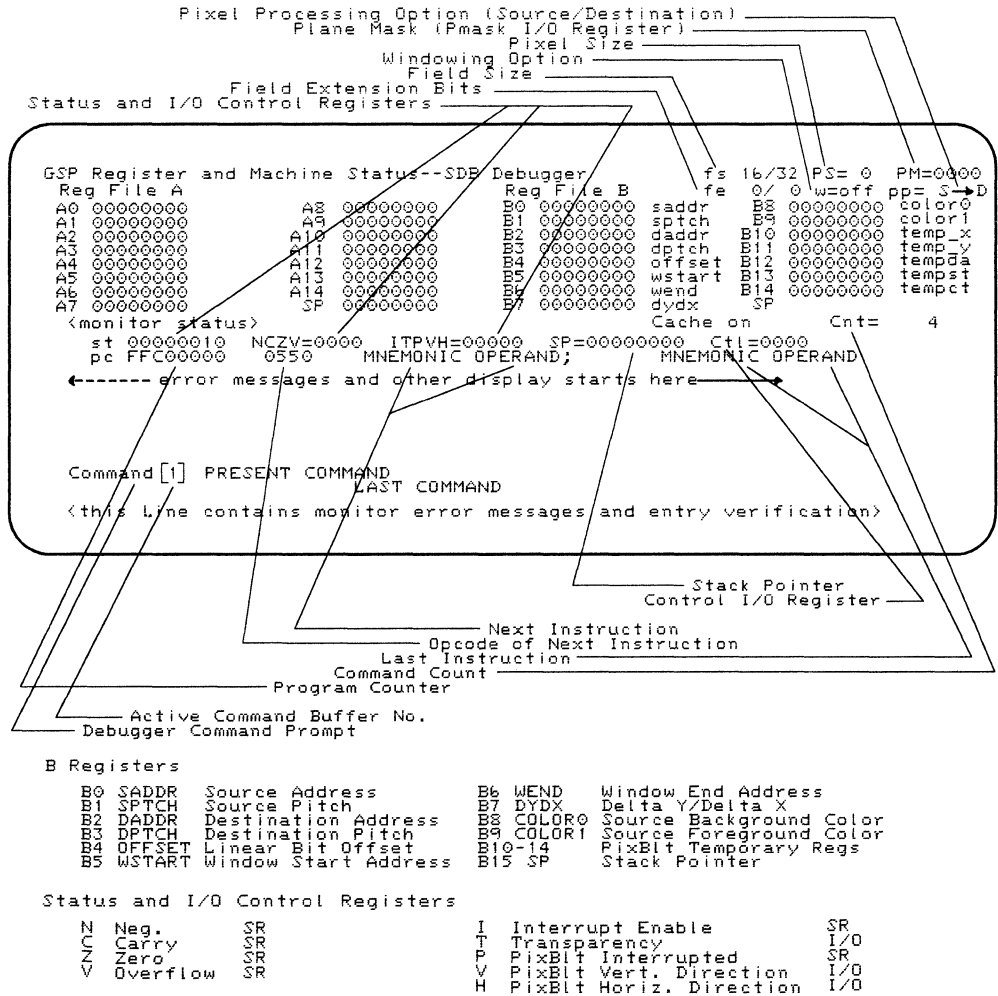 Pixel Processing Option (Source/Destination)
Plane Mask (Pmask I/O Register)
Pixel Size
Windowing Option
Field Size
Field Extension Bits
Status and I/O Control Registers
GSP Register and Machine Status--SDB Debugger fs 16/32 PS= 0 PM=0000
Reg File A Reg File B fe 0/ 0 w=off pp= S→D
A0 00000000 A8 00000000 B0 00000000 saddr B8 00000000 color0
A1 00000000 A9 00000000 B1 00000000 sptch B9 00000000 color1
A2 00000000 A10 00000000 B2 00000000 daddr B10 00000000 temp_x
A3 00000000 A11 00000000 B3 00000000 dptch B11 00000000 temp_y
A4 00000000 A12 00000000 B4 00000000 offset B12 00000000 tempda
A5 00000000 A13 00000000 B5 00000000 wstart B13 00000000 tempst
A6 00000000 A14 00000000 B6 00000000 wend B14 00000000 tempct
A7 00000000 SP 00000000 B7 00000000 dydx SP
<monitor status> Cache on Cnt= 4
st 00000010 NCZV=0000 ITPVH=00000 SP=00000000 Ctl=0000
pc FFC00000 0550 MNEMONIC OPERAND; MNEMONIC OPERAND
←------ error messages and other display starts here ------→
Command [1] PRESENT COMMAND
LAST COMMAND
<this Line contains monitor error messages and entry verification>
Stack Pointer
Control I/O Register
Next Instruction
Opcode of Next Instruction
Last Instruction
Command Count
Program Counter
Active Command Buffer No.
Debugger Command Prompt
B Registers
B0 SADDR Source Address B6 WEND Window End Address
B1 SPTCH Source Pitch B7 DYDX Delta Y/Delta X
B2 DADDR Destination Address B8 COLOR0 Source Background Color
B3 DPTCH Destination Pitch B9 COLOR1 Source Foreground Color
B4 OFFSET Linear Bit Offset B10-14 PixBlt Temporary Regs
B5 WSTART Window Start Address B15 SP Stack Pointer
Status and I/O Control Registers
N Neg. SR I Interrupt Enable SR
C Carry SR T Transparency I/O
Z Zero SR P PixBlt Interrupted SR
V Overflow SR V PixBlt Vert. Direction I/O
H PixBlt Horiz. Direction I/O